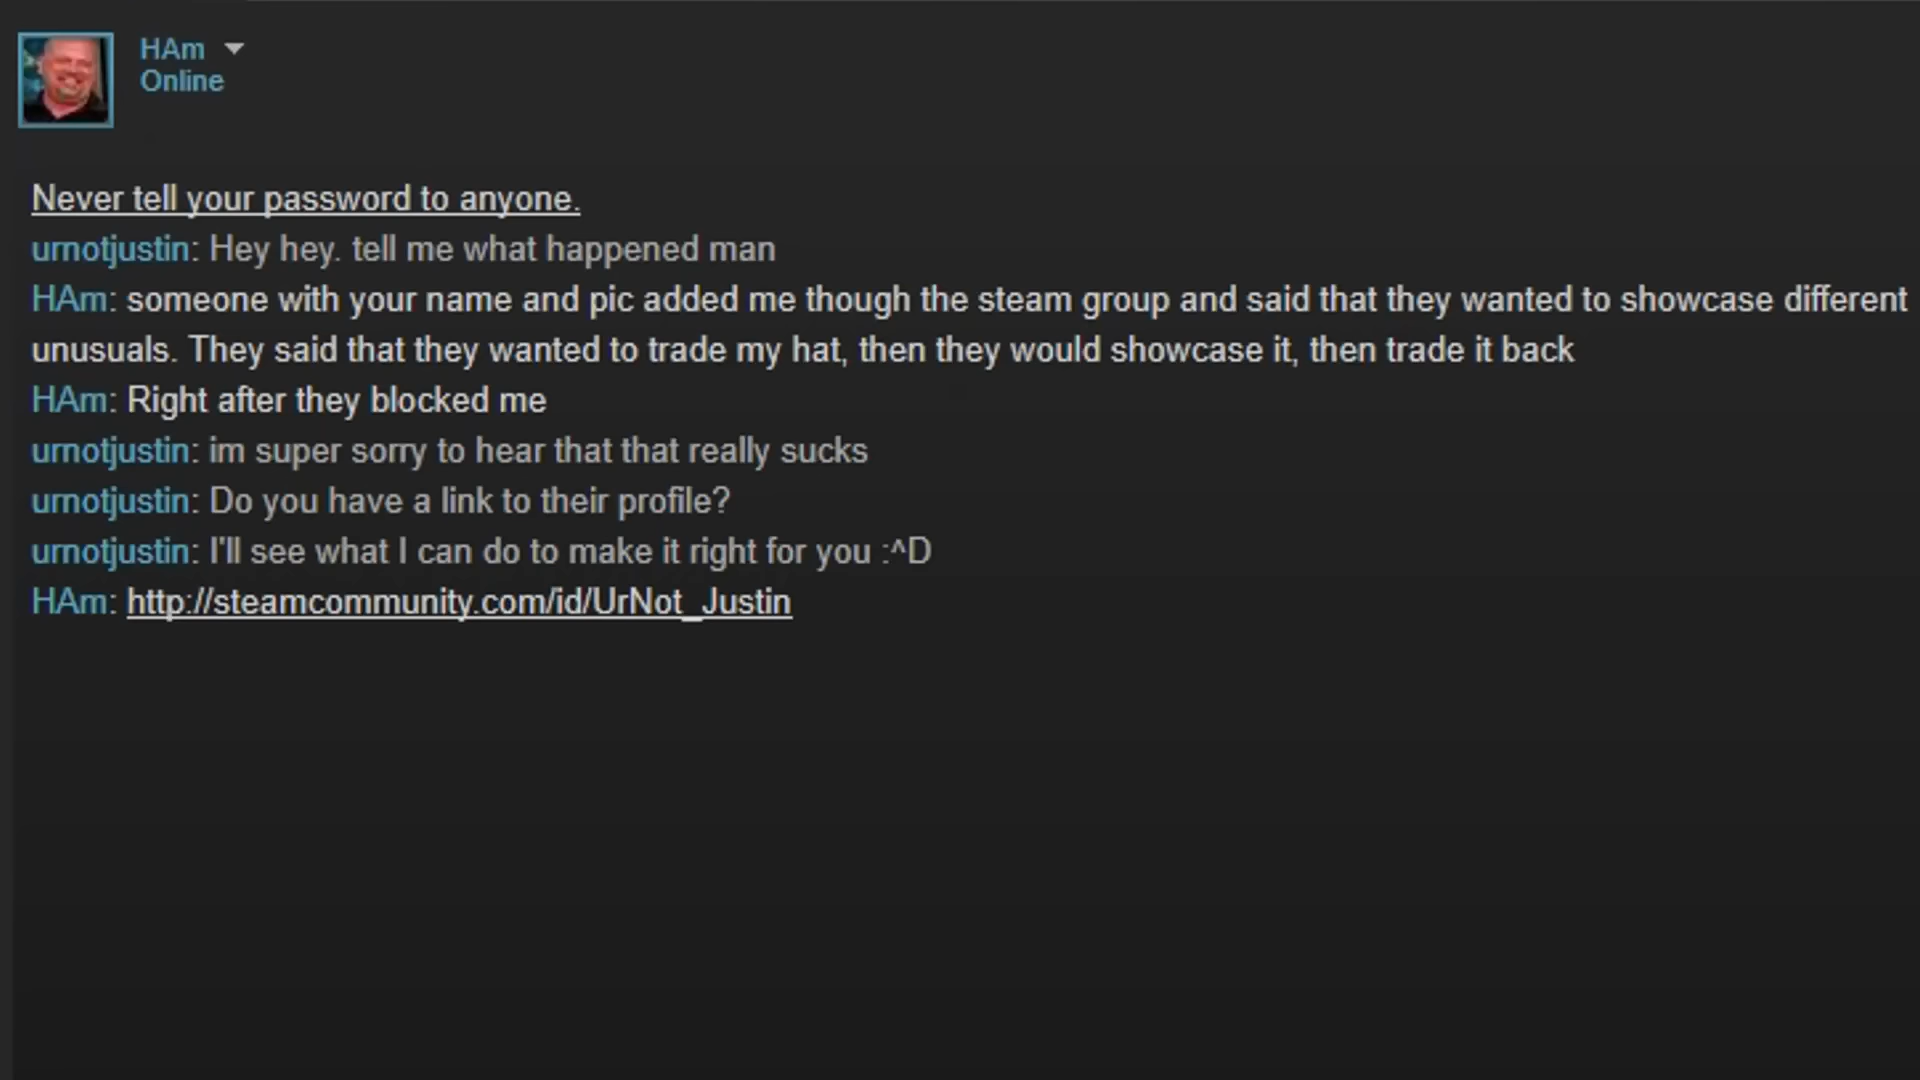 HAm
Online
Never tell your password to anyone.
urnotjustin: Hey hey. tell me what happened man
HAm: someone with your name and pic added me though the steam group and said that they wanted to showcase different
unusuals. They said that they wanted to trade my hat, then they would showcase it, then trade it back
HAm: Right after they blocked me
urnotjustin: im super sorry to hear that that really sucks
urnotjustin: Do you have a link to their profile?
urnotjustin: I'll see what I can do to make it right for you :^D
HAm: http://steamcommunity.com/id/UrNot_Justin